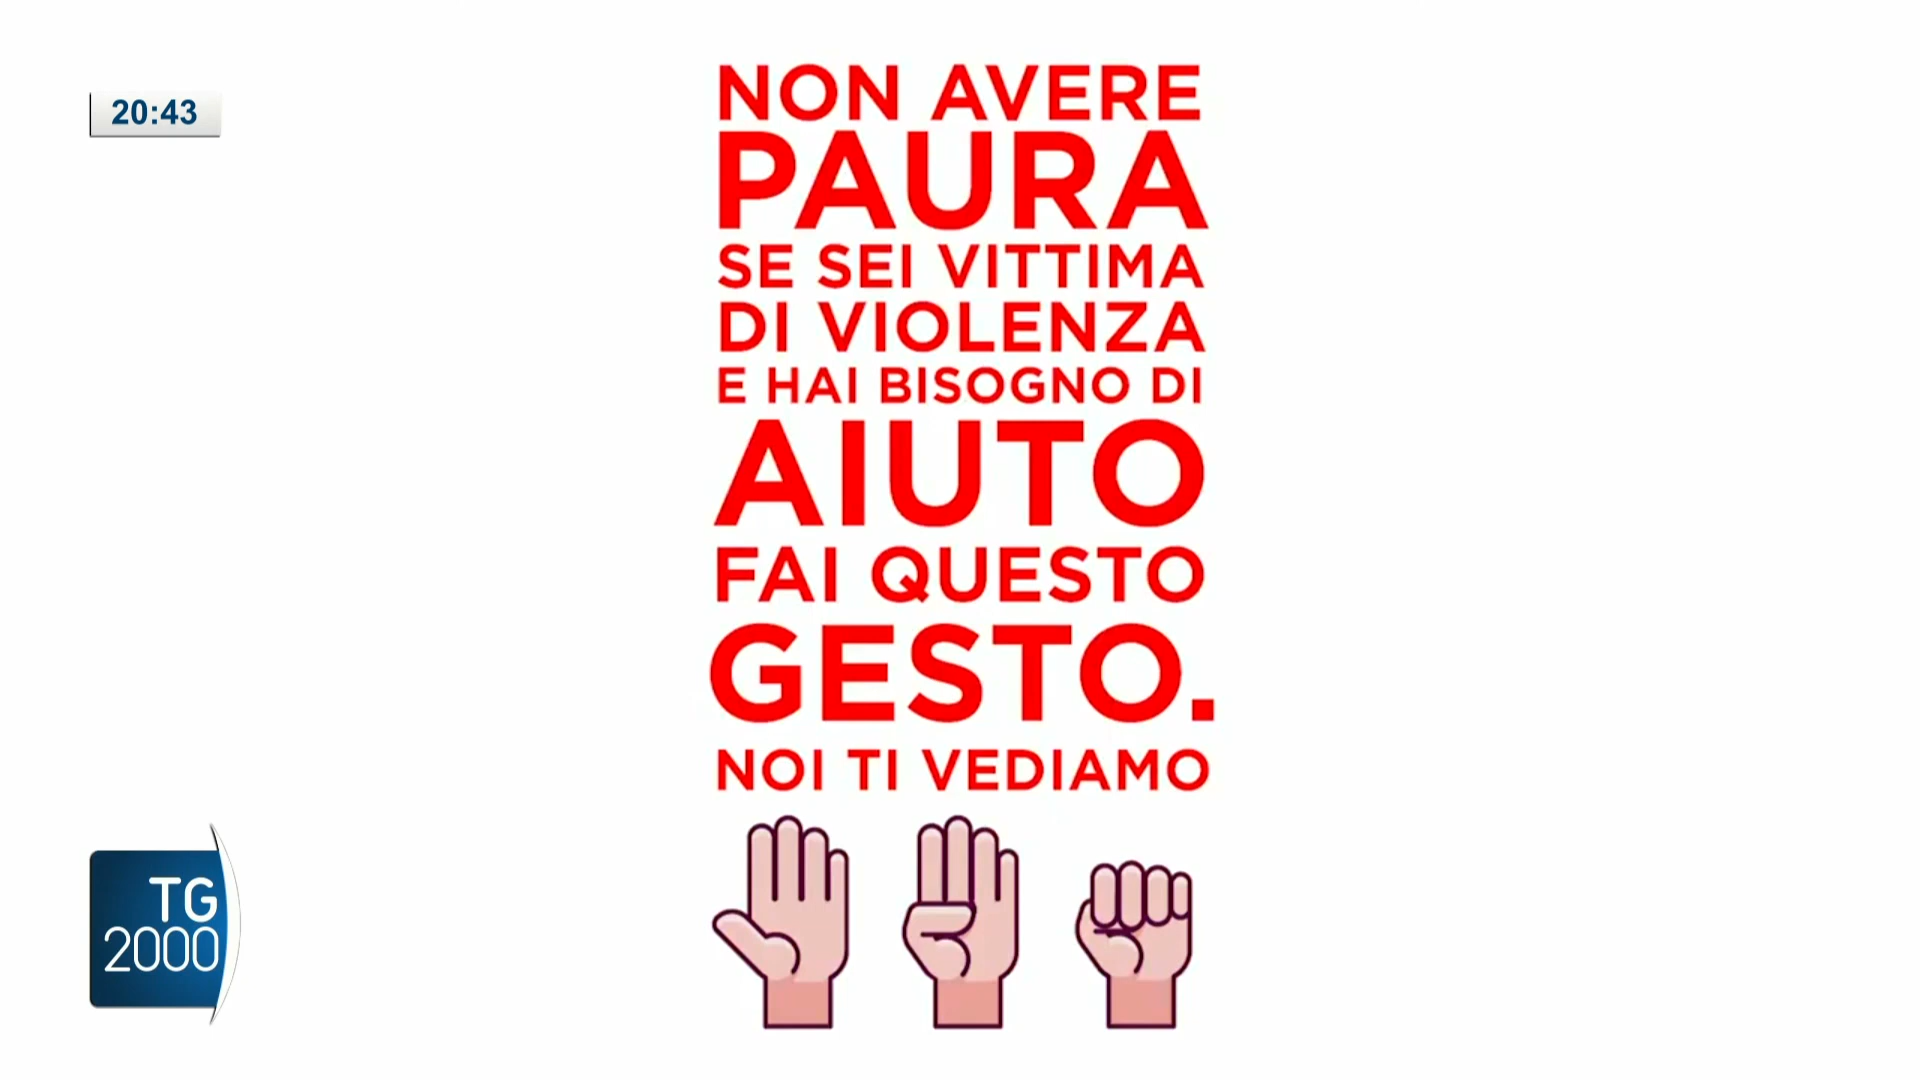 20:43
NON AVERE
PAURA
SE SEI VITTIMA
DI VIOLENZA
E HAI BISOGNO DI
AIUTO
FAI QUESTO
GESTO.
NOI TI VEDIAMO
TG
2000